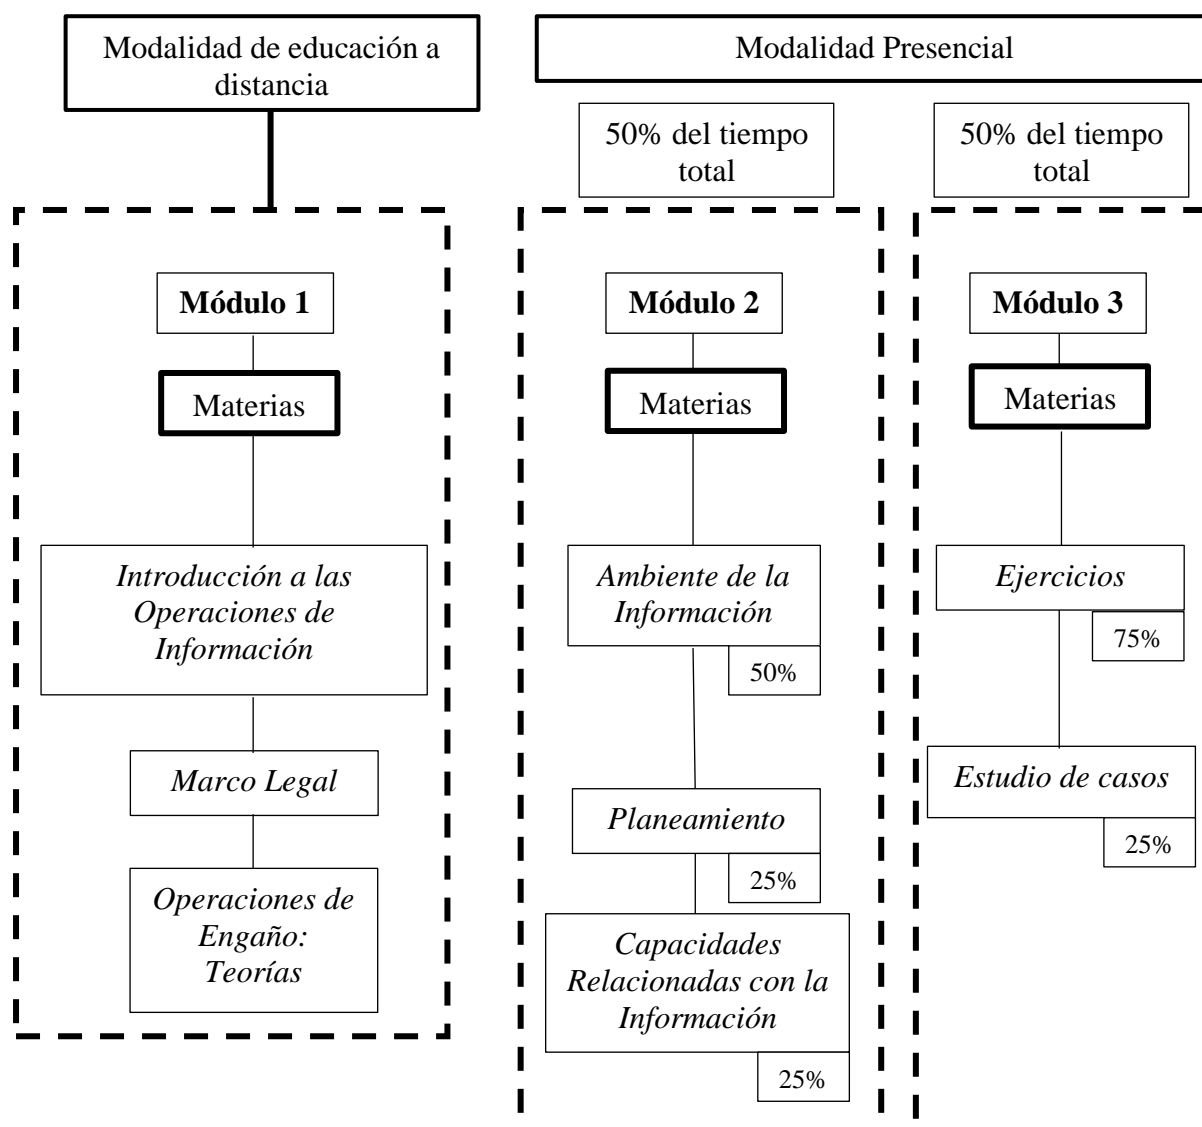 Modalidad de educación a
distancia
Modalidad Presencial
50% del tiempo
total
50% del tiempo
total
Módulo 1
Materias
Introducción a las
Operaciones de
Información
Marco Legal
Operaciones de
Engaño:
Teorías
Módulo 2
Materias
Ambiente de la
Información
50%
Planeamiento
25%
Capacidades
Relacionadas con la
Información
25%
Módulo 3
Materias
Ejercicios
75%
Estudio de casos
25%